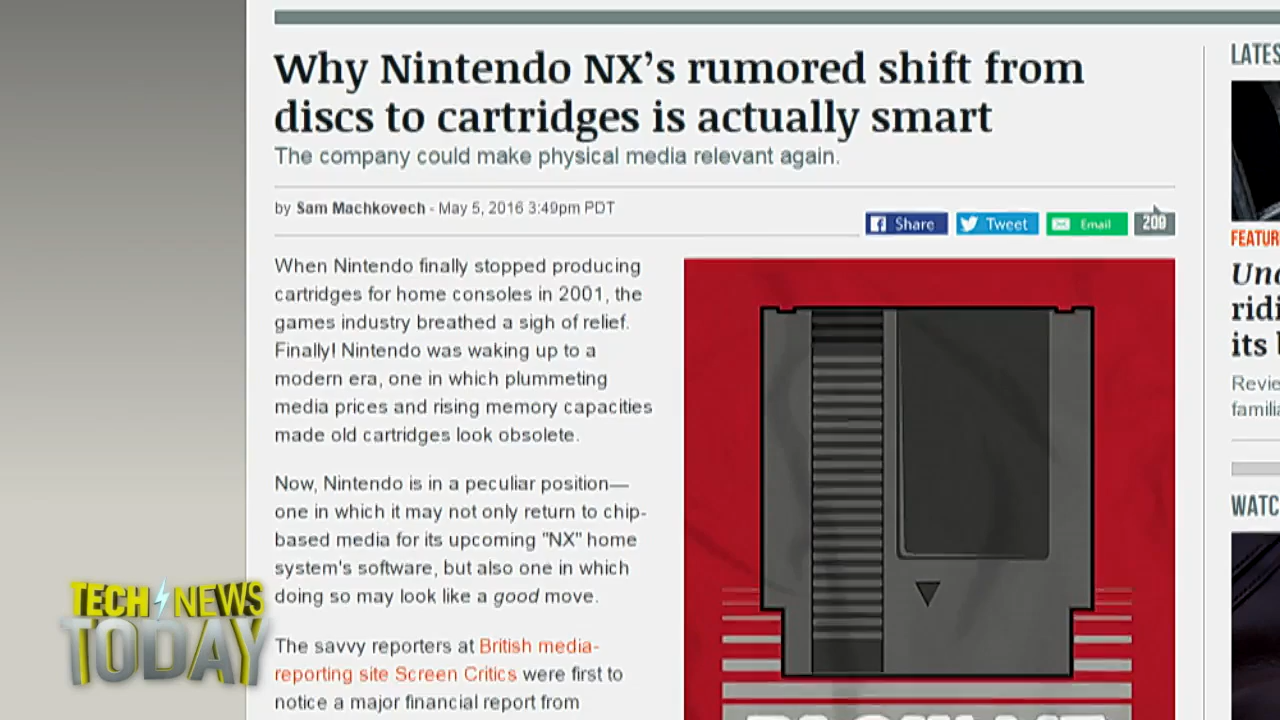 Why Nintendo NX's rumored shift from
discs to cartridges is actually smart
The company could make physical media relevant again.
by Sam Machkovech - May 5, 2016 3:49pm PDT
Share
Tweet
Email
209
When Nintendo finally stopped producing
cartridges for home consoles in 2001, the
games industry breathed a sigh of relief.
Finally! Nintendo was waking up to a
modern era, one in which plummeting
media prices and rising memory capacities
made old cartridges look obsolete.
Now, Nintendo is in a peculiar position—
one in which it may not only return to chip-
based media for its upcoming "NX" home
system's software, but also one in which
doing so may look like a good move.
The savvy reporters at British media-
reporting site Screen Critics were first to
notice a major financial report from
LATES
FEATUR
ridi
its
Revie
familia
WATC
TECH NEWS
TODAY